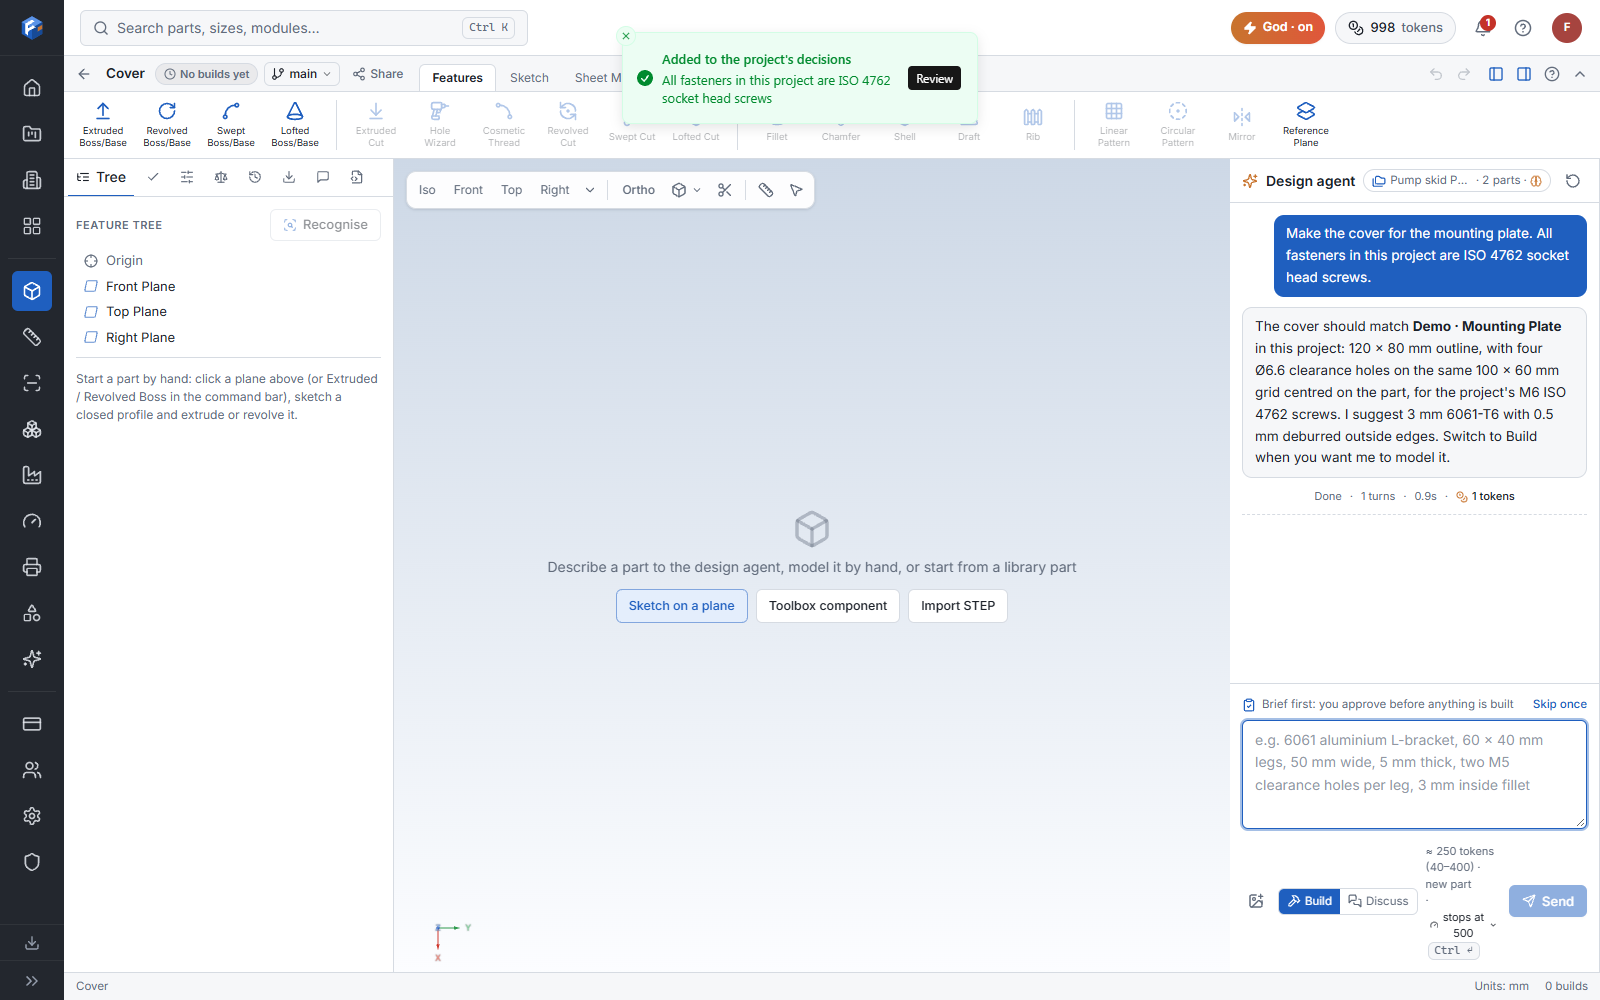 Search parts, sizes, modules...
Ctrl K
God · on
998 tokens
1
F
Cover
No builds yet
main
Share
Features
Sketch
Sheet M
Added to the project's decisions
All fasteners in this project are ISO 4762
socket head screws
Review
Extruded
Boss/Base
Revolved
Boss/Base
Swept
Boss/Base
Lofted
Boss/Base
Extruded
Cut
Hole
Wizard
Cosmetic
Thread
Revolved
Cut
Swept Cut
Lofted Cut
Fillet
Chamfer
Shell
Draft
Rib
Linear
Pattern
Circular
Pattern
Mirror
Reference
Plane
Tree
FEATURE TREE
Recognise
Origin
Front Plane
Top Plane
Right Plane
Start a part by hand: click a plane above (or Extruded
/ Revolved Boss in the command bar), sketch a
closed profile and extrude or revolve it.
Iso
Front
Top
Right
Ortho
Describe a part to the design agent, model it by hand, or start from a library part
Sketch on a plane
Toolbox component
Import STEP
Y
X
Design agent
Pump skid P... · 2 parts ·
Make the cover for the mounting plate. All
fasteners in this project are ISO 4762 socket
head screws.
The cover should match Demo · Mounting Plate
in this project: 120 × 80 mm outline, with four
Ø6.6 clearance holes on the same 100 × 60 mm
grid centred on the part, for the project's M6 ISO
4762 screws. I suggest 3 mm 6061-T6 with 0.5
mm deburred outside edges. Switch to Build
when you want me to model it.
Done · 1 turns · 0.9s · 1 tokens
Brief first: you approve before anything is built
Skip once
e.g. 6061 aluminium L-bracket, 60 × 40 mm
legs, 50 mm wide, 5 mm thick, two M5
clearance holes per leg, 3 mm inside fillet
Build
Discuss
≈ 250 tokens
(40–400) ·
new part
·
stops at
500
Ctrl ↵
Send
Cover
Units: mm
0 builds